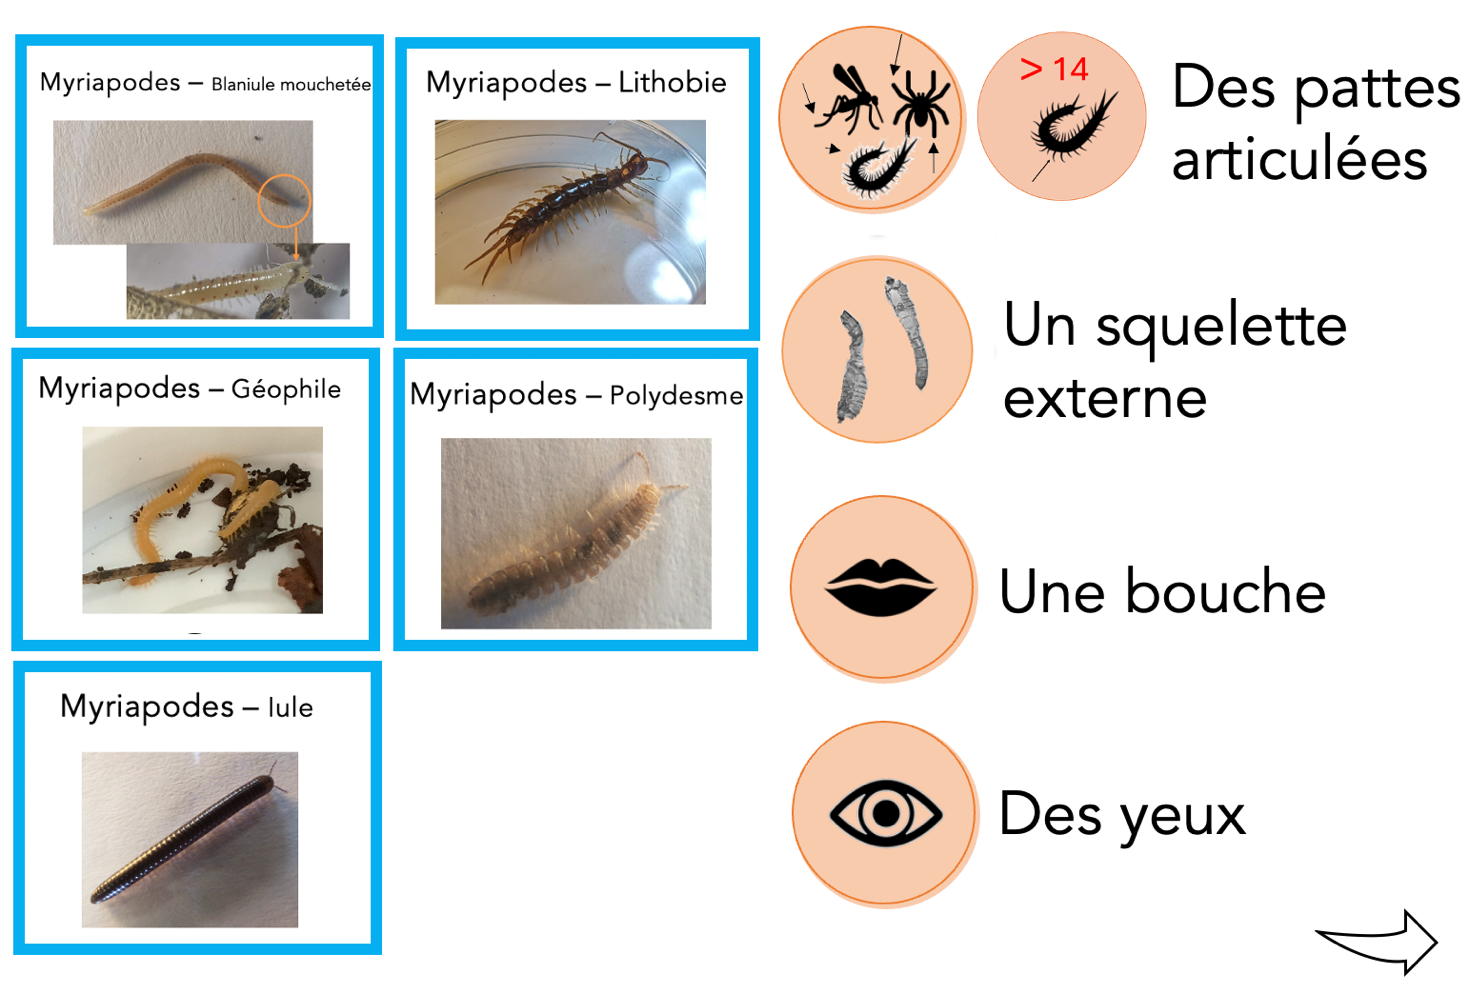 Myriapodes – Blaniule mouchetée
Myriapodes – Lithobie
Myriapodes – Géophile
Myriapodes – Polydesme
Myriapodes – Iule
> 14
Des pattes
articulées
Un squelette
externe
Une bouche
Des yeux